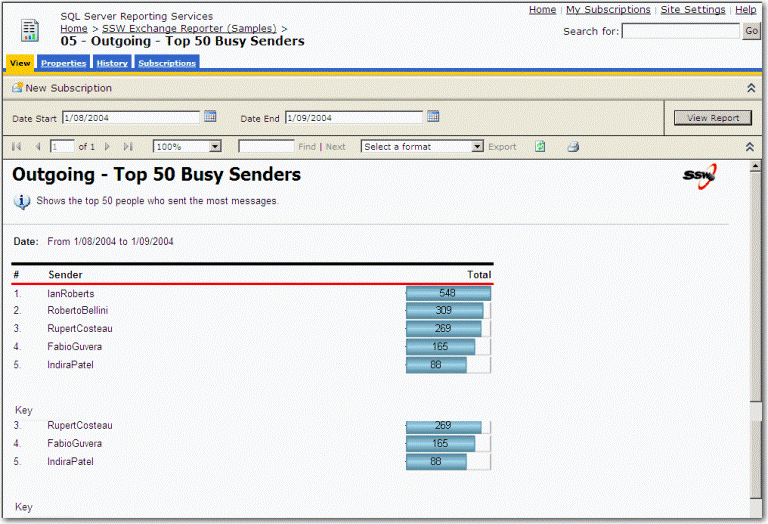 SQL Server Reporting Services
Home | My Subscriptions | Site Settings | Help
Home > SSW Exchange Reporter (Samples) >
05 - Outgoing - Top 50 Busy Senders
Search for: Go
View Properties History Subscriptions
New Subscription
Date Start 1/08/2004 Date End 1/09/2004 View Report
1 of 1 100% Find | Next Select a format Export
Outgoing - Top 50 Busy Senders
SSW
Shows the top 50 people who sent the most messages.
Date: From 1/08/2004 to 1/09/2004
# Sender Total
1. IanRoberts 548
2. RobertoBellini 309
3. RupertCosteau 269
4. FabioGuvera 165
5. IndiraPatel 88
Key
3. RupertCosteau 269
4. FabioGuvera 165
5. IndiraPatel 88
Key